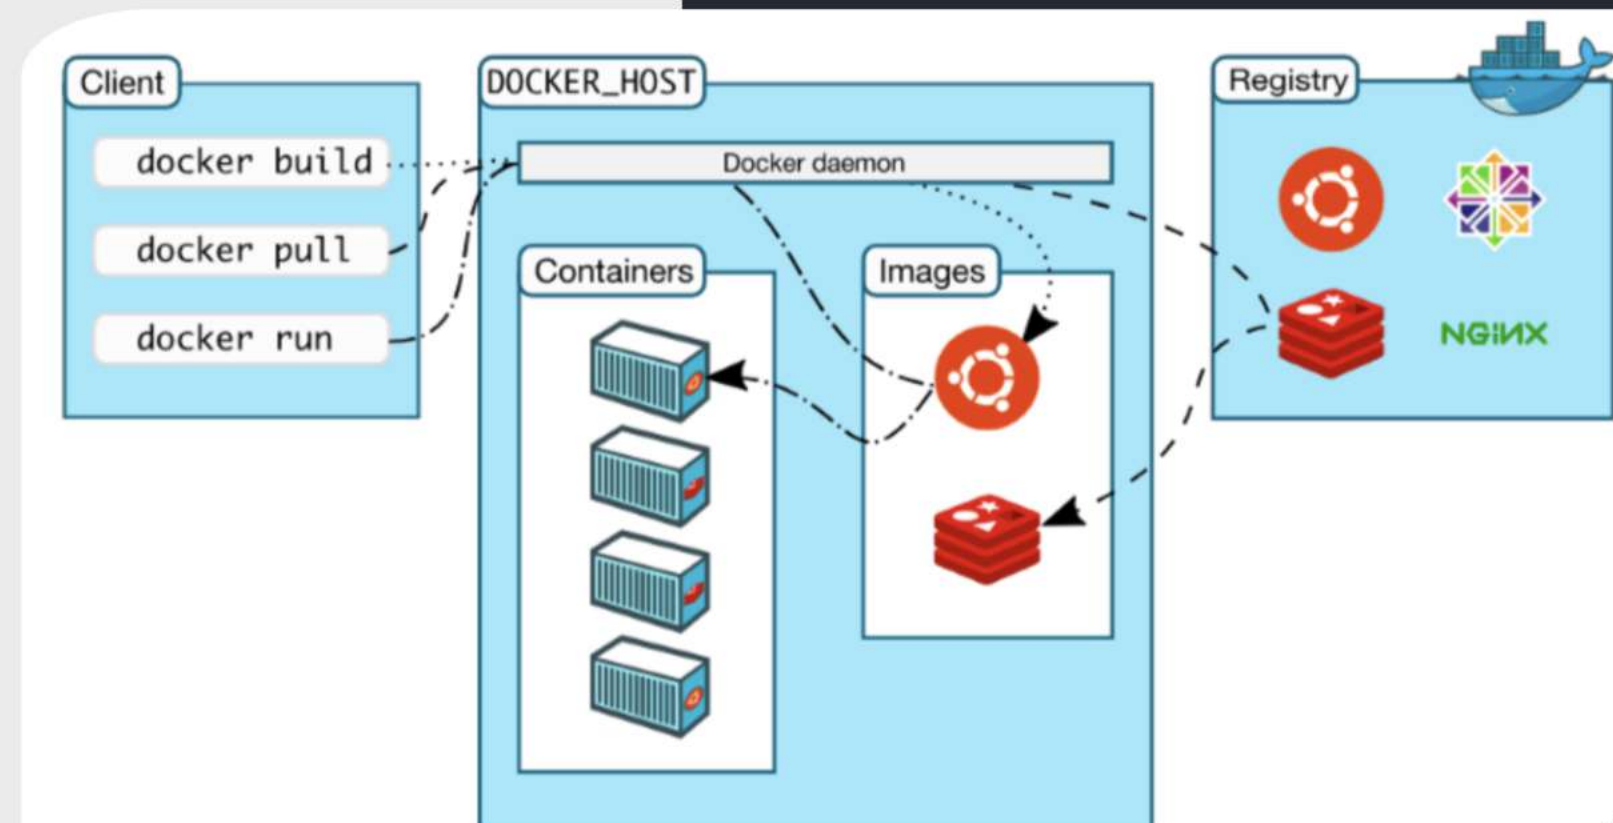 Client
docker build
docker pull
docker run
DOCKER_HOST
Docker daemon
Containers
Images
Registry
NGiNX